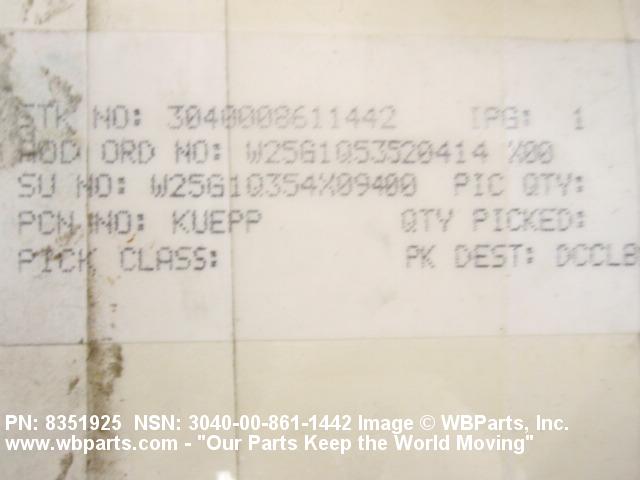 STK NO: 3040008611442 IPG: 1
MOD ORD NO: W25G1Q53520414 X00
SU NO: W25G1Q354X09400 PIC QTY:
PCN NO: KUEPP QTY PICKED:
PICK CLASS: PK DEST: DCCLB
PN: 8351925 NSN: 3040-00-861-1442 Image © WBParts, Inc.
www.wbparts.com - "Our Parts Keep the World Moving"